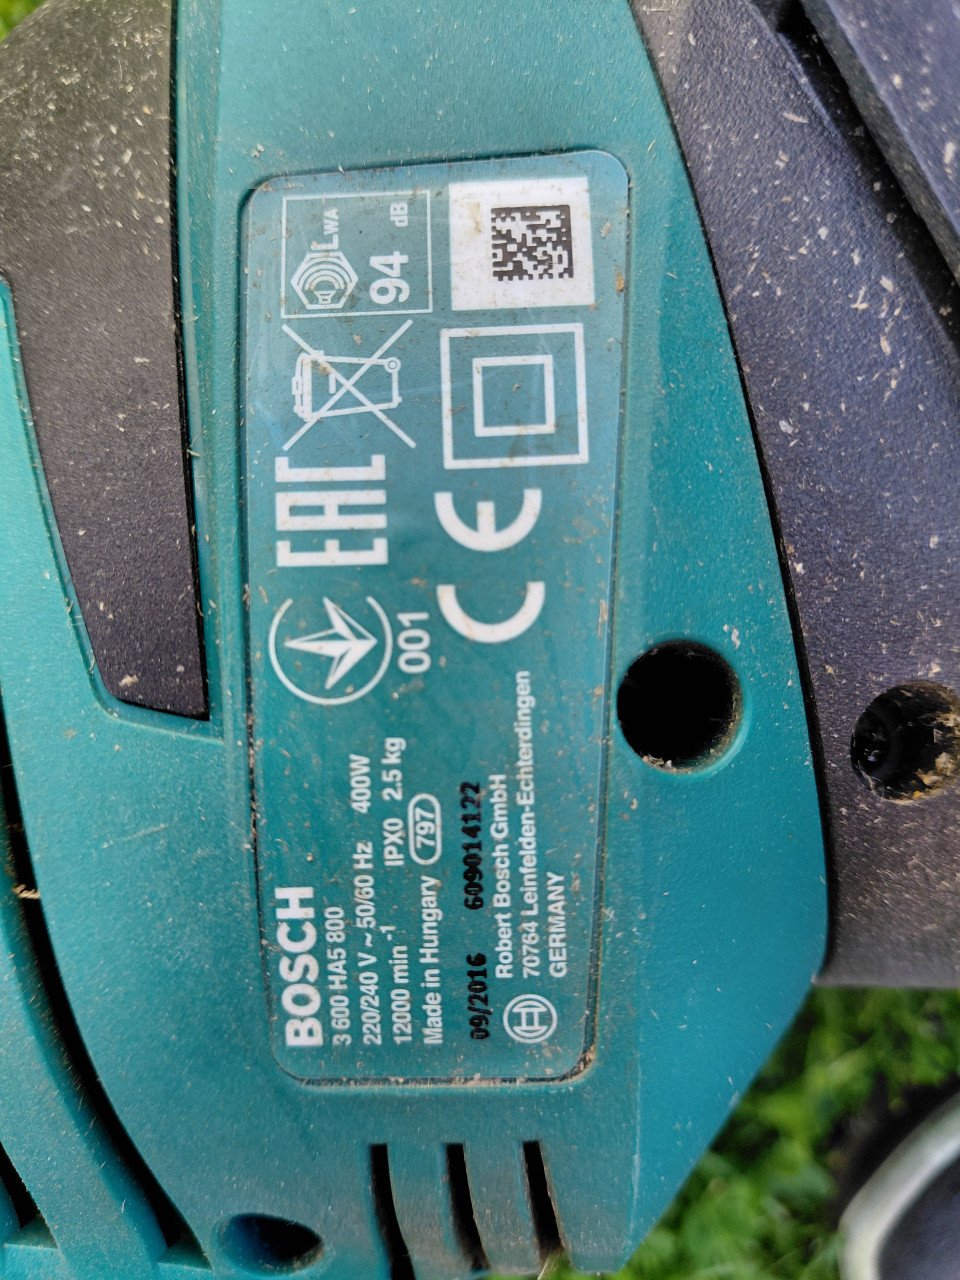 BOSCH
3 600 HA5 800
220/240 V ~ 50/60 Hz 400W
12000 min⁻¹ IPX0 2.5 kg
Made in Hungary 797
09/2016 609014122
Robert Bosch GmbH
70764 Leinfelden-Echterdingen
GERMANY
001
EAC
CE
LWA
94 dB